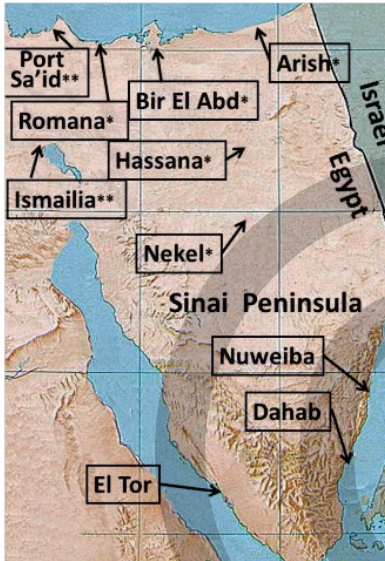 Port
Sa'id**
Romana*
Bir El Abd*
Arish*
Israel
Egypt
Hassana*
Ismailia**
Nekel*
Sinai Peninsula
Nuweiba
Dahab
El Tor